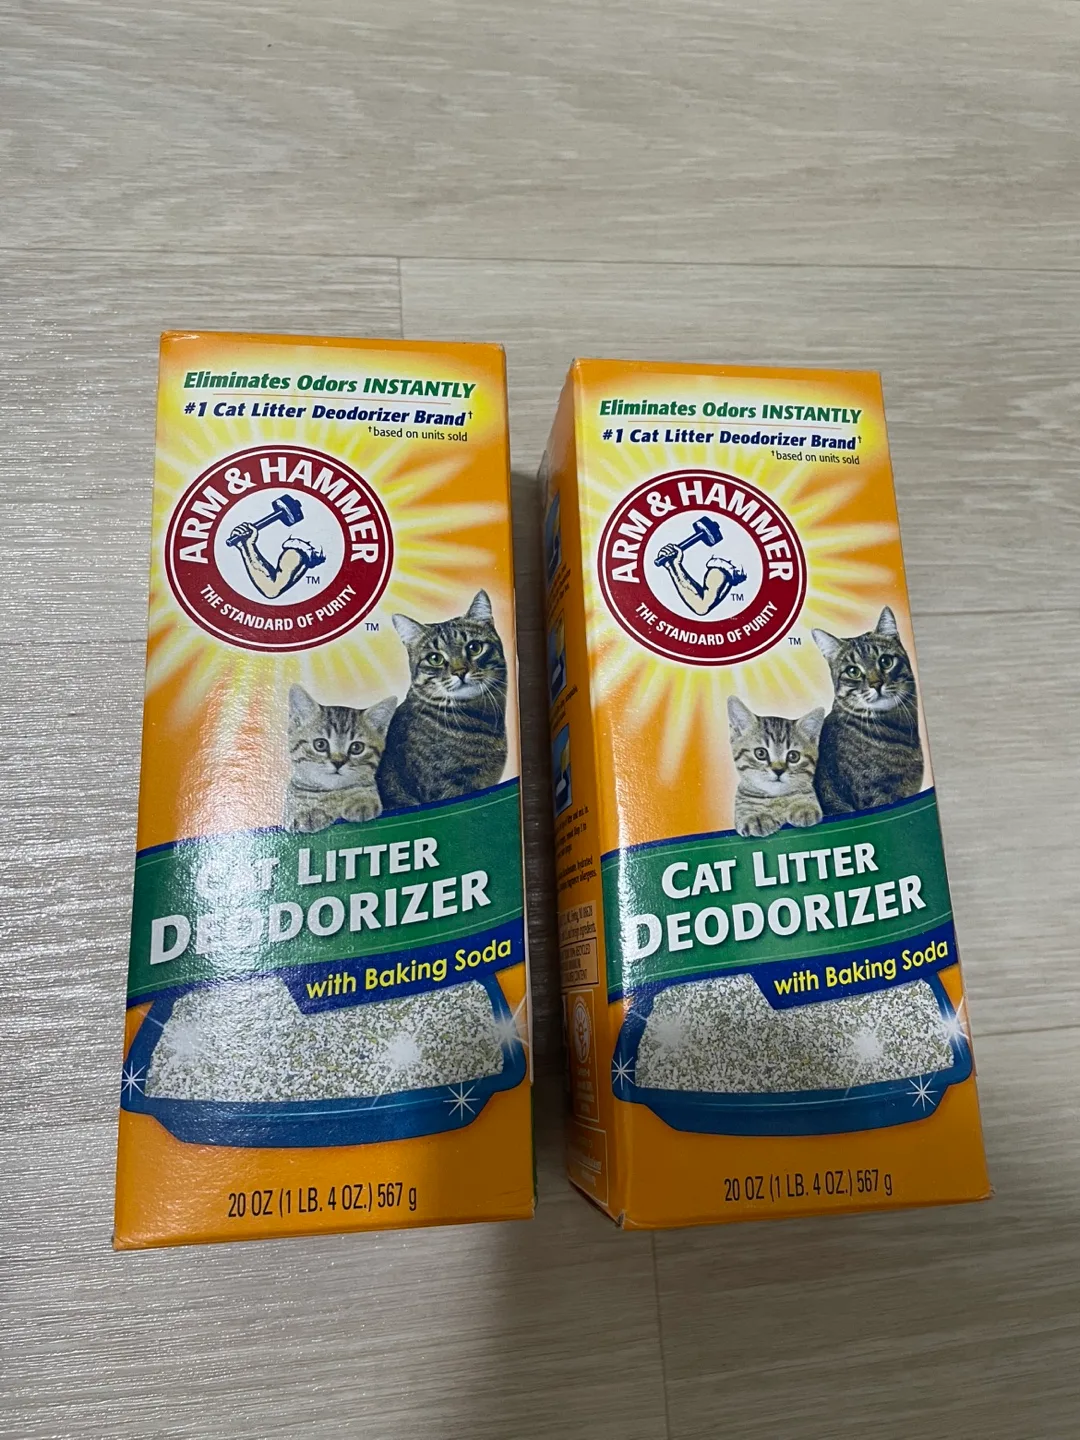 Eliminates Odors INSTANTLY
#1 Cat Litter Deodorizer Brand†
†based on units sold
ARM & HAMMER
THE STANDARD OF PURITY
TM
TM
CAT LITTER
DEODORIZER
with Baking Soda
20 OZ (1 LB. 4 OZ.) 567 g
Eliminates Odors INSTANTLY
#1 Cat Litter Deodorizer Brand†
†based on units sold
ARM & HAMMER
THE STANDARD OF PURITY
TM
TM
CAT LITTER
DEODORIZER
with Baking Soda
20 OZ (1 LB. 4 OZ.) 567 g